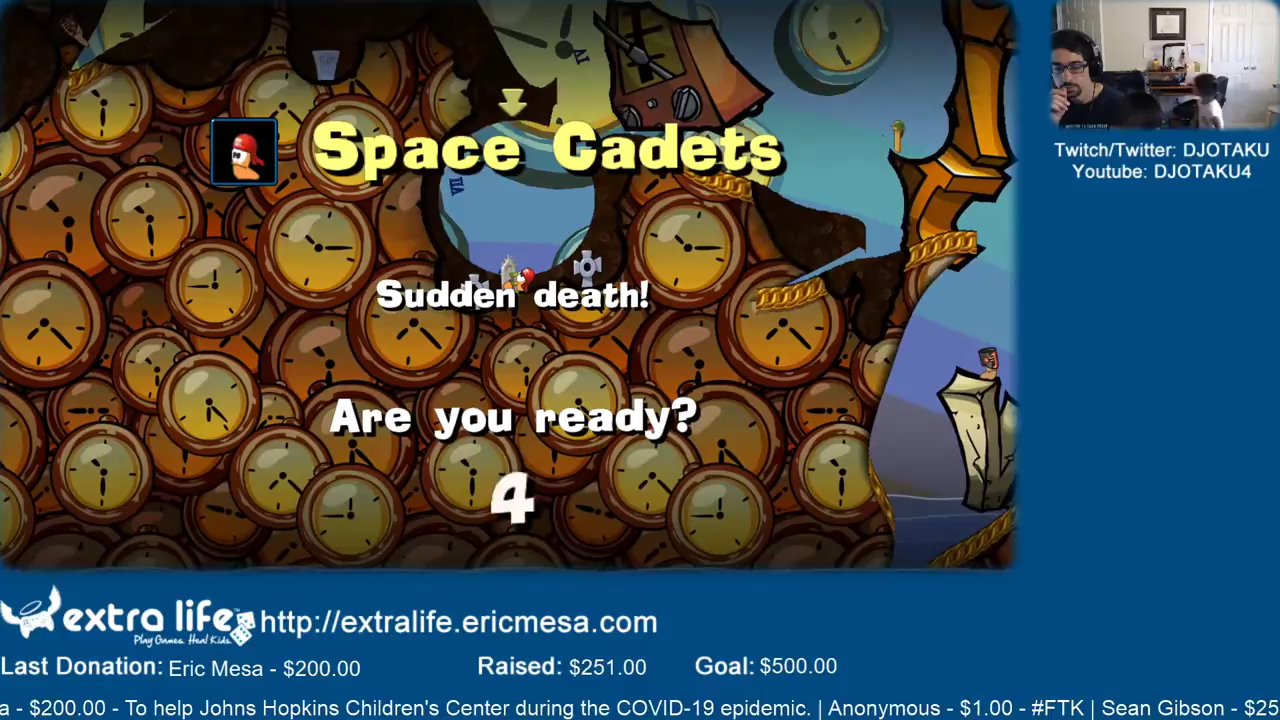 Space Cadets
Sudden death!
Are you ready?
4
Twitch/Twitter: DJOTAKU
Youtube: DJOTAKU4
extra life
Play Games. Heal Kids.
http://extralife.ericmesa.com
Last Donation: Eric Mesa - $200.00
Raised: $251.00
Goal: $500.00
a - $200.00 - To help Johns Hopkins Children's Center during the COVID-19 epidemic. | Anonymous - $1.00 - #FTK | Sean Gibson - $25